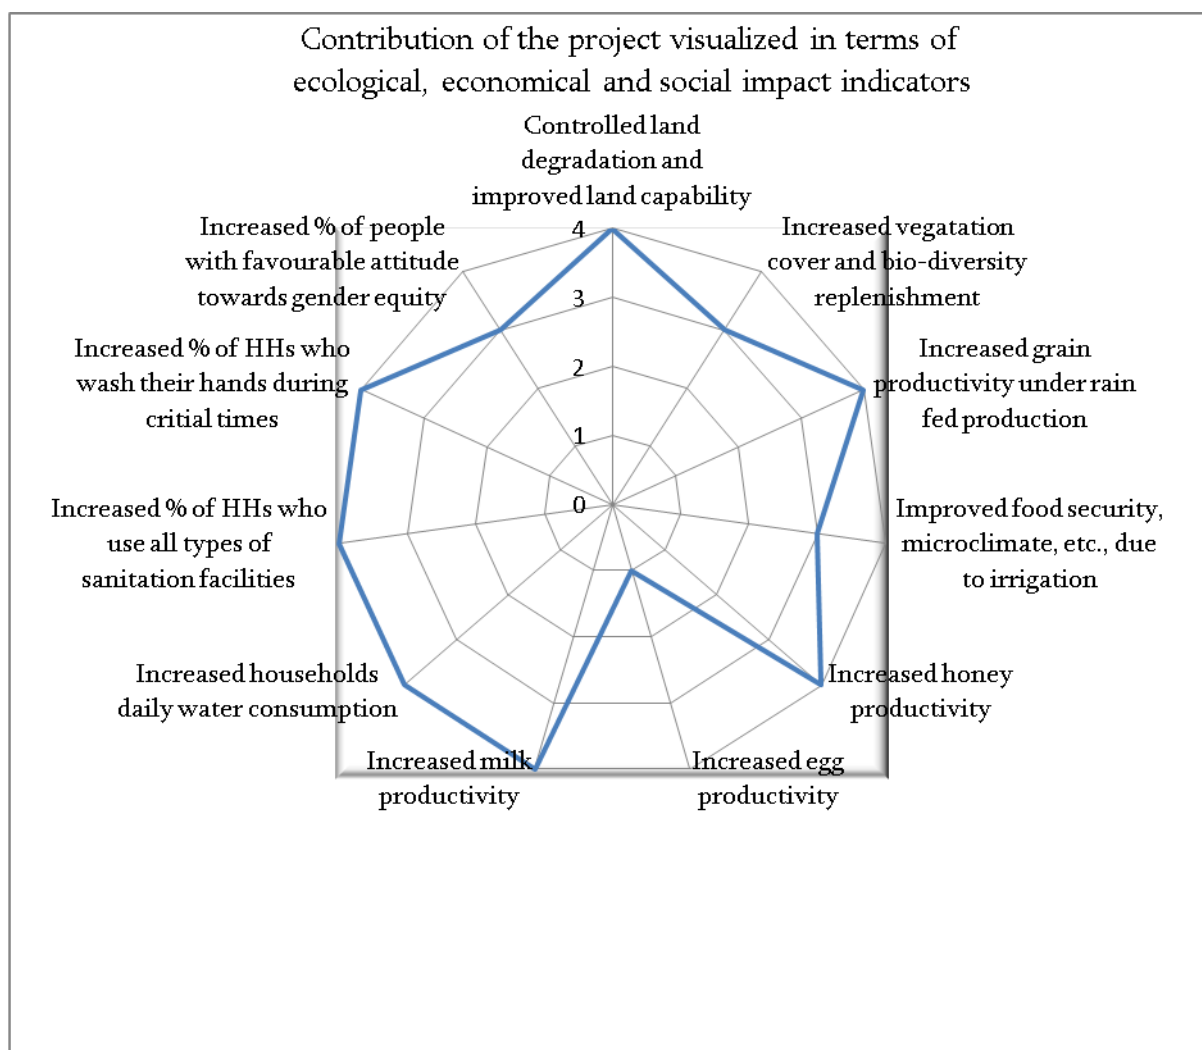 Contribution of the project visualized in terms of
ecological, economical and social impact indicators
Controlled land
degradation and
improved land capability
Increased vegatation
cover and bio-diversity
replenishment
Increased grain
productivity under rain
fed production
Improved food security,
microclimate, etc., due
to irrigation
Increased honey
productivity
Increased egg
productivity
Increased milk
productivity
Increased households
daily water consumption
Increased % of HHs who
use all types of
sanitation facilities
Increased % of HHs who
wash their hands during
critial times
Increased % of people
with favourable attitude
towards gender equity
4
3
2
1
0